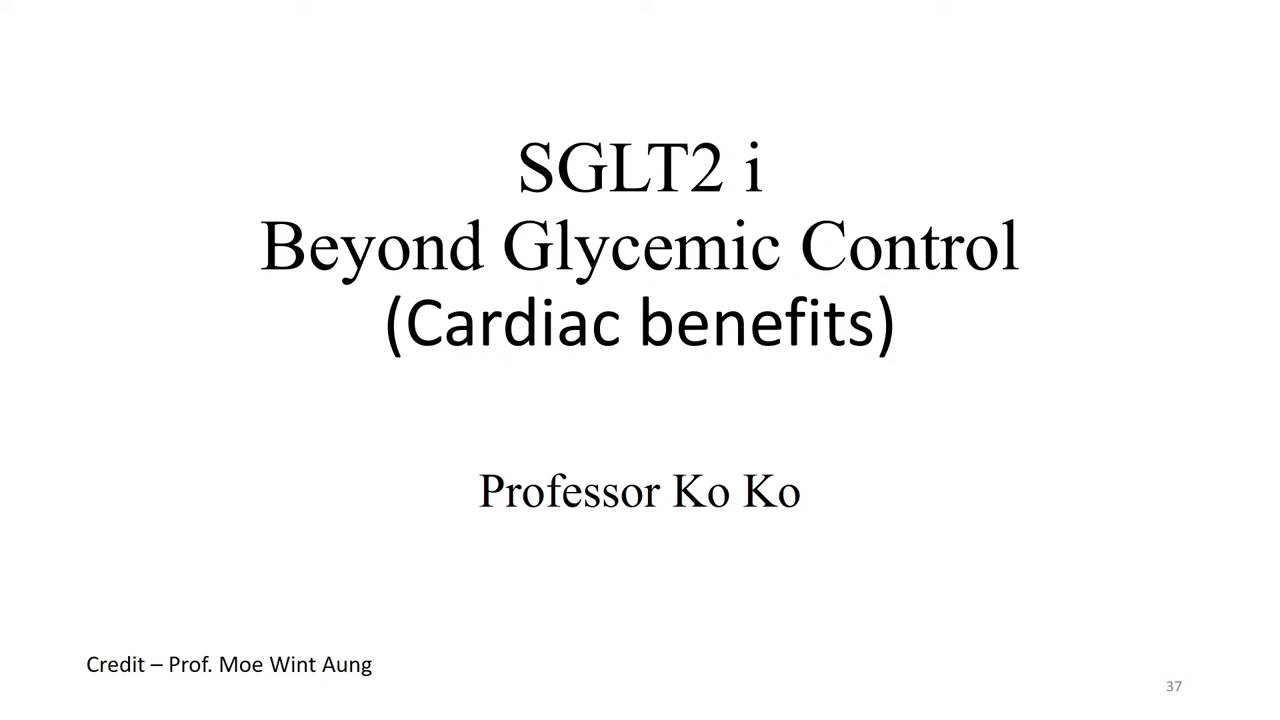 SGLT2 i
Beyond Glycemic Control
(Cardiac benefits)
Professor Ko Ko
Credit – Prof. Moe Wint Aung
37